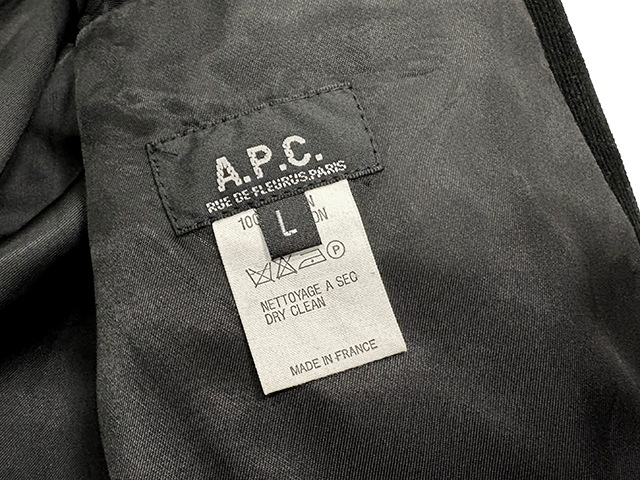 A.P.C.
RUE DE FLEURUS.PARIS
L
P
NETTOYAGE A SEC
DRY CLEAN
MADE IN FRANCE